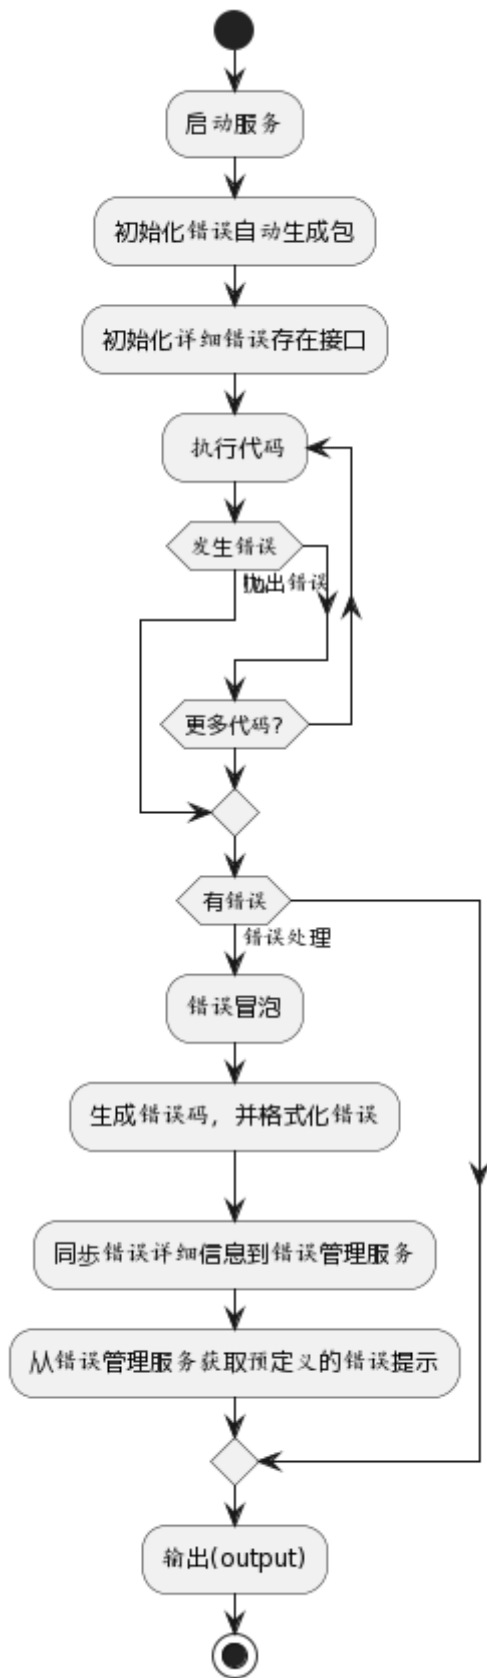 启动服务
初始化错误自动生成包
初始化详细错误存在接口
执行代码
发生错误
抛出错误
更多代码?
有错误
错误处理
错误冒泡
生成错误码，并格式化错误
同步错误详细信息到错误管理服务
从错误管理服务获取预定义的错误提示
输出(output)